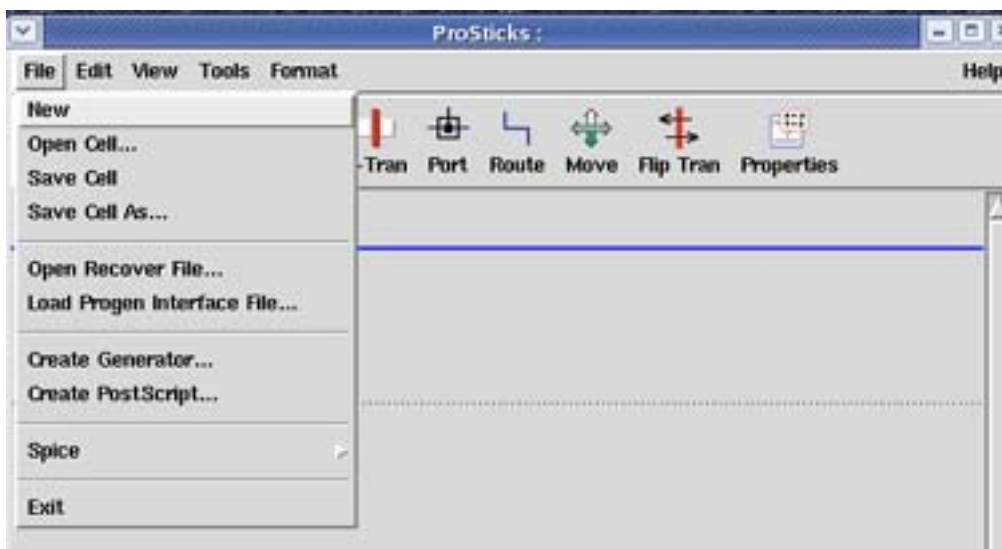 ProSticks :
File Edit View Tools Format Help
New
Open Cell...
Save Cell
Save Cell As...
Open Recover File...
Load Progen Interface File...
Create Generator...
Create PostScript...
Spice
Exit
-Tran Port Route Move Flip Tran Properties